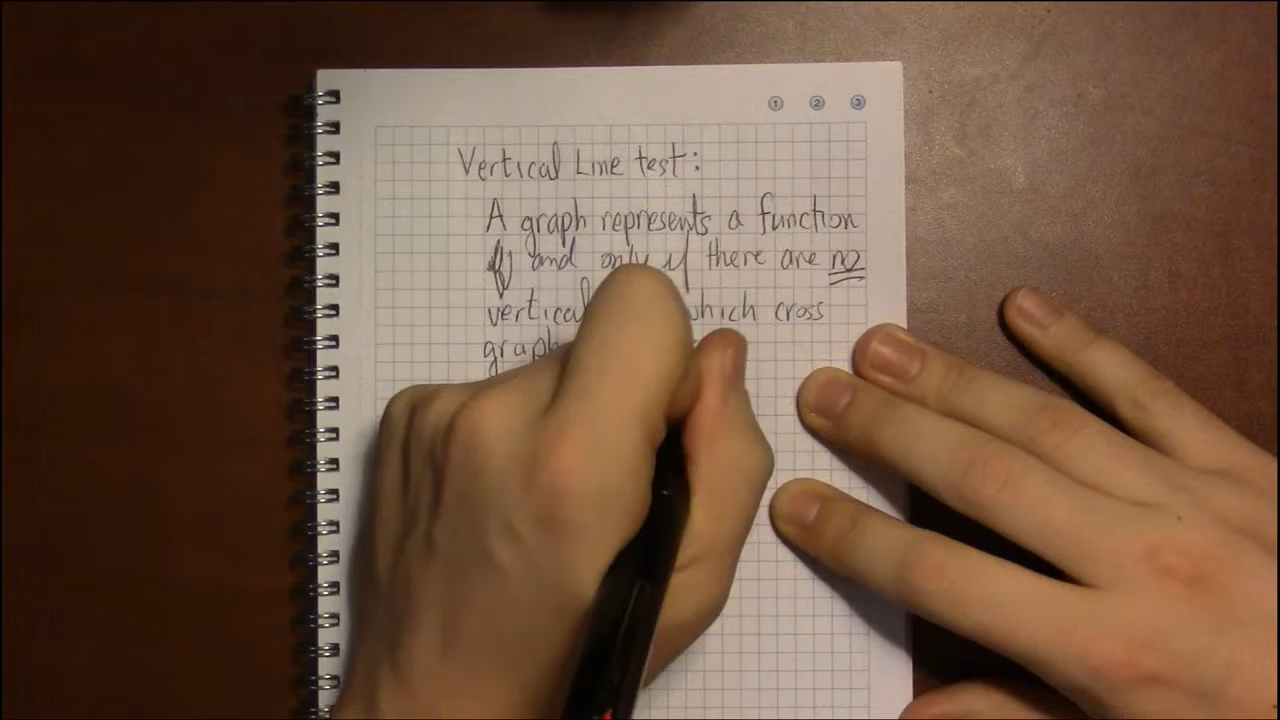 1 2 3
Vertical Line test:
A graph represents a function
if and only if there are no
vertical which cross
graph